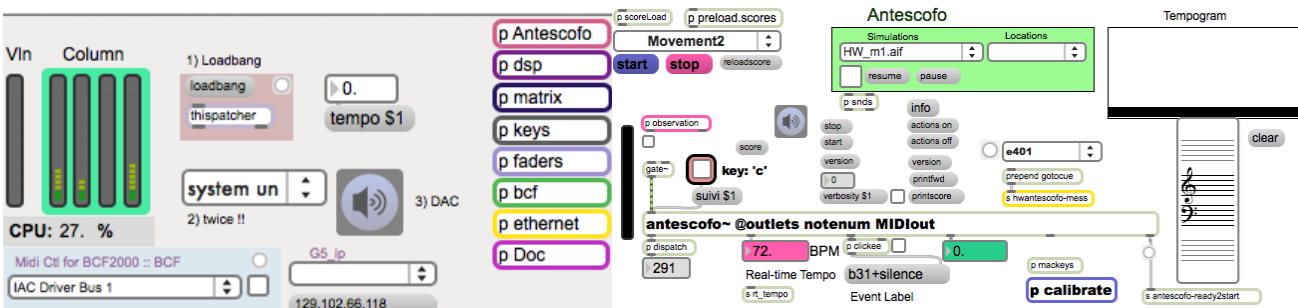 Vln
Column
CPU: 27. %
1) Loadbang
loadbang
thispatcher
0.
tempo $1
system un
2) twice !!
3) DAC
Midi Ctl for BCF2000 :: BCF
IAC Driver Bus 1
G5_ip
129.102.66.118
p Antescofo
p dsp
p matrix
p keys
p faders
p bcf
p ethernet
p Doc
p scoreLoad
p preload.scores
Movement2
start
stop
reloadscore
Antescofo
Simulations
Locations
HW_m1.aif
resume
pause
Tempogram
clear
p observation
score
gate~
key: 'c'
suivi $1
p snds
stop
start
version
0
verbosity $1
info
actions on
actions off
version
printfwd
printscore
e401
prepend gotocue
s hwantescofo-mess
antescofo~ @outlets notenum MIDIout
p dispatch
291
72.
BPM
p clickee
0.
Real-time Tempo
b31+silence
s rt_tempo
Event Label
p mackeys
p calibrate
s antescofo-ready2start